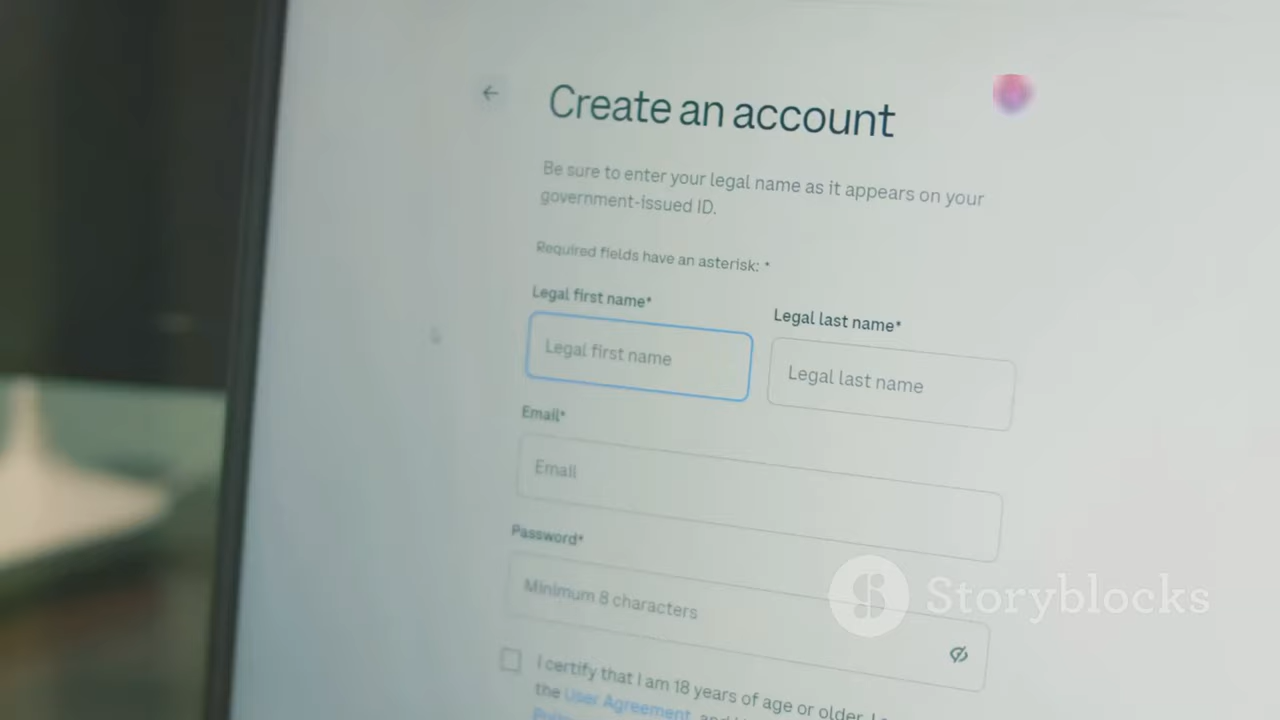 Create an account
Be sure to enter your legal name as it appears on your
government-issued ID.
Required fields have an asterisk: *
Legal first name*
Legal last name*
Legal first name
Legal last name
Email*
Email
Password*
Minimum 8 characters
Storyblocks
I certify that I am 18 years of age or older, I
the User Agreement, and